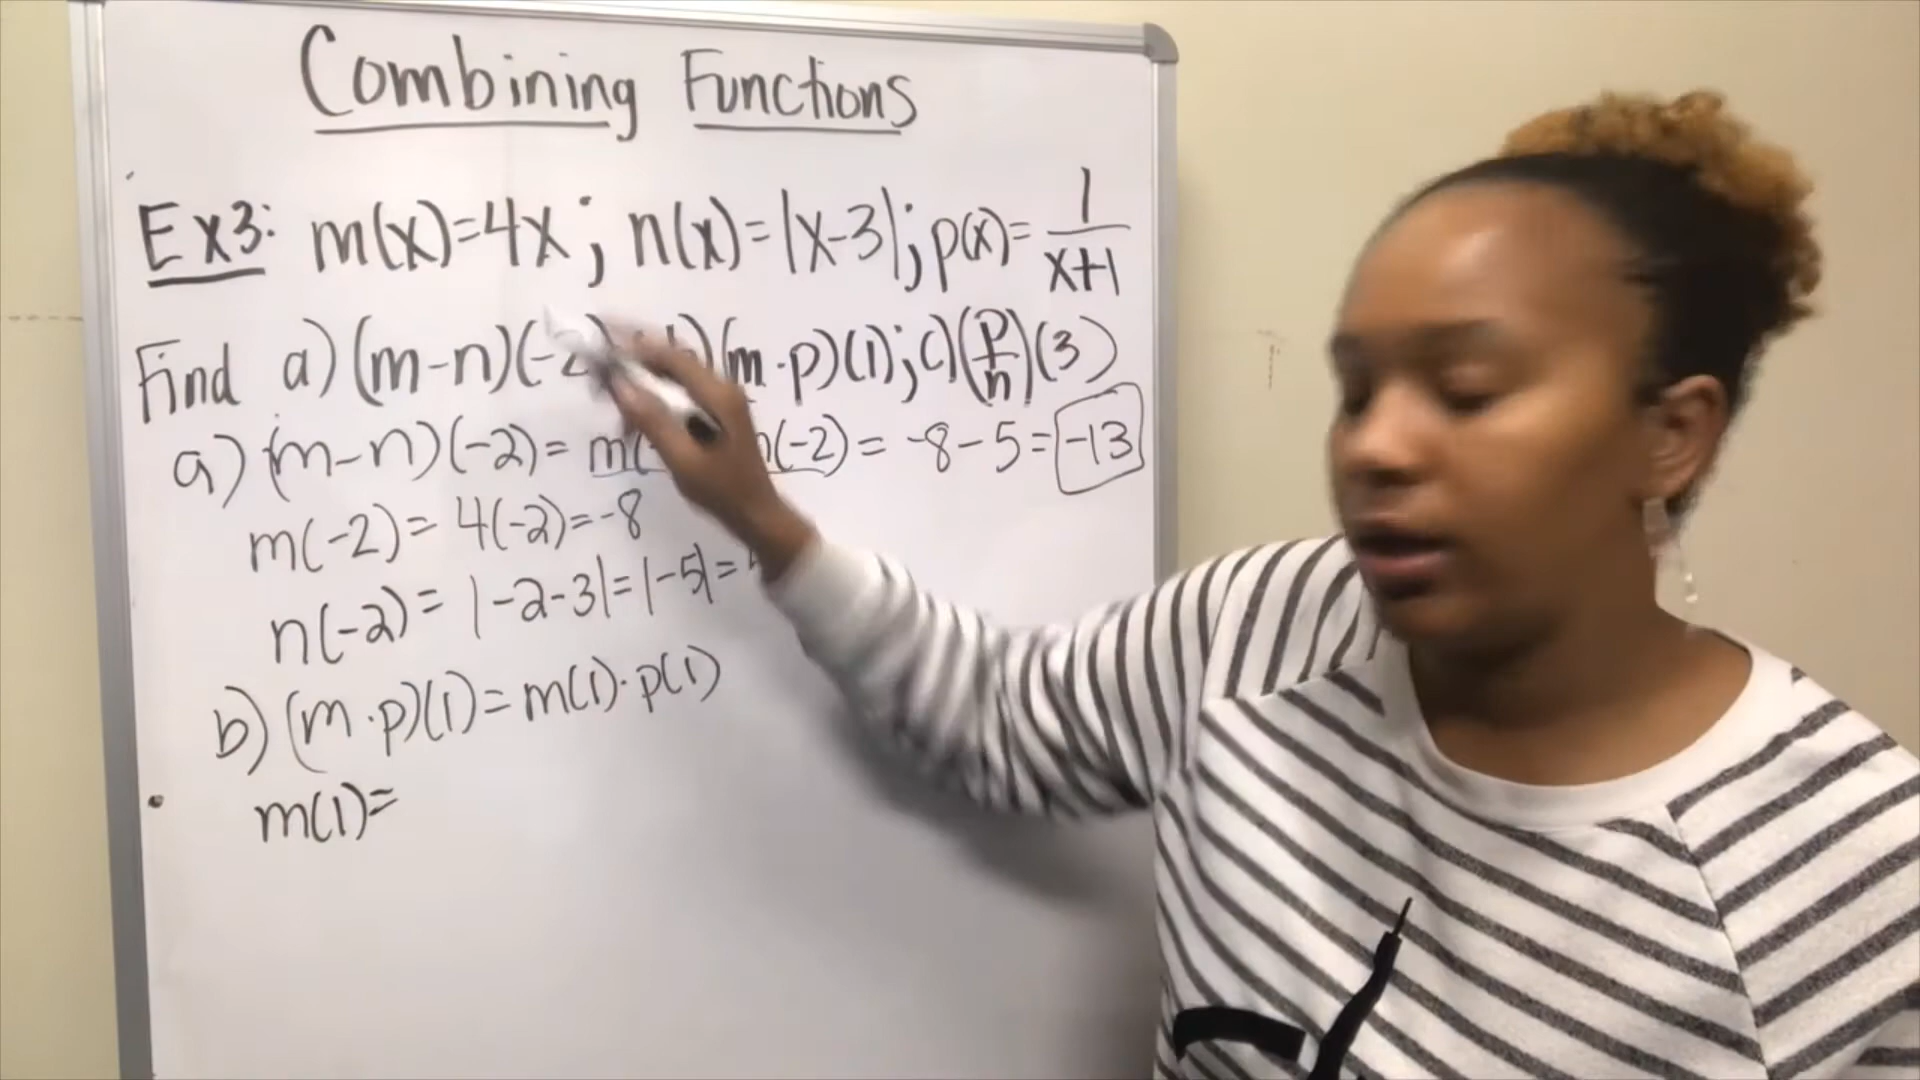 Combining Functions
Ex3: m(x)=4x; n(x)=|x-3|; p(x)= 1/(x+1)
Find a) (m-n)(-2) (m·p)(1); c) (p/n)(3)
a) (m-n)(-2)= m( (-2)= -8-5= -13
m(-2)= 4(-2)=-8
n(-2)= |-2-3|=|-5|=
b) (m·p)(1)=m(1)·p(1)
m(1)=